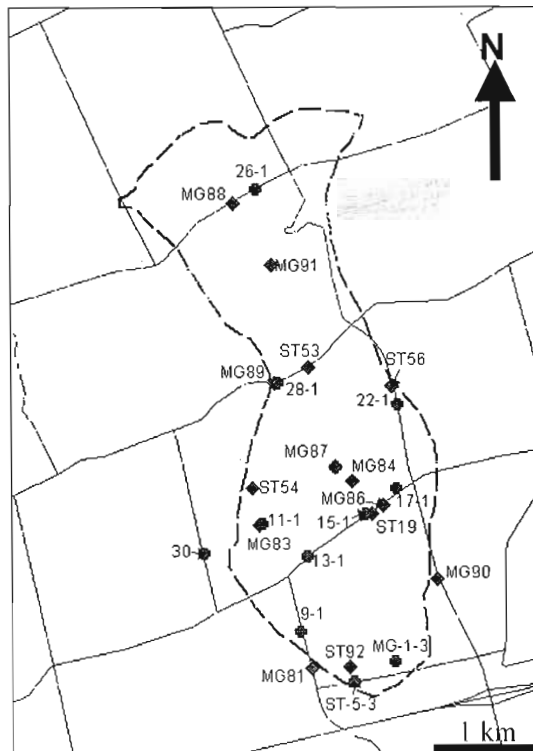 N
26-1
MG88
MG91
ST53
ST56
MG89
28-1
22-1
MG87
MG84
ST54
MG86
17-1
15-1
ST19
11-1
MG83
30
13-1
MG90
9-1
ST92
MG-1-3
MG81
ST-5-3
1 km